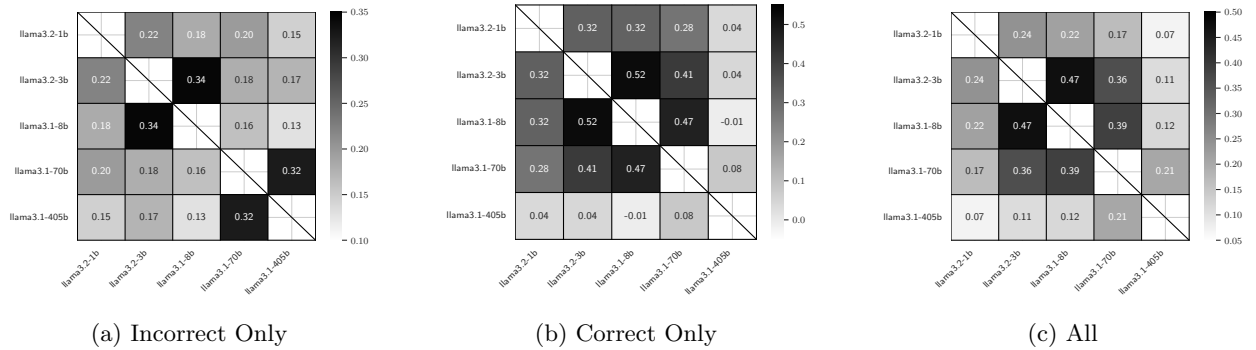 llama3.2-1b 0.22 0.18 0.20 0.15
llama3.2-3b 0.22 0.34 0.18 0.17
llama3.1-8b 0.18 0.34 0.16 0.13
llama3.1-70b 0.20 0.18 0.16 0.32
llama3.1-405b 0.15 0.17 0.13 0.32
llama3.2-1b llama3.2-3b llama3.1-8b llama3.1-70b llama3.1-405b
0.35
0.30
0.25
0.20
0.15
0.10
(a) Incorrect Only
llama3.2-1b 0.32 0.32 0.28 0.04
llama3.2-3b 0.32 0.52 0.41 0.04
llama3.1-8b 0.32 0.52 0.47 -0.01
llama3.1-70b 0.28 0.41 0.47 0.08
llama3.1-405b 0.04 0.04 -0.01 0.08
llama3.2-1b llama3.2-3b llama3.1-8b llama3.1-70b llama3.1-405b
0.5
0.4
0.3
0.2
0.1
0.0
(b) Correct Only
llama3.2-1b 0.24 0.22 0.17 0.07
llama3.2-3b 0.24 0.47 0.36 0.11
llama3.1-8b 0.22 0.47 0.39 0.12
llama3.1-70b 0.17 0.36 0.39 0.21
llama3.1-405b 0.07 0.11 0.12 0.21
llama3.2-1b llama3.2-3b llama3.1-8b llama3.1-70b llama3.1-405b
0.50
0.45
0.40
0.35
0.30
0.25
0.20
0.15
0.10
0.05
(c) All